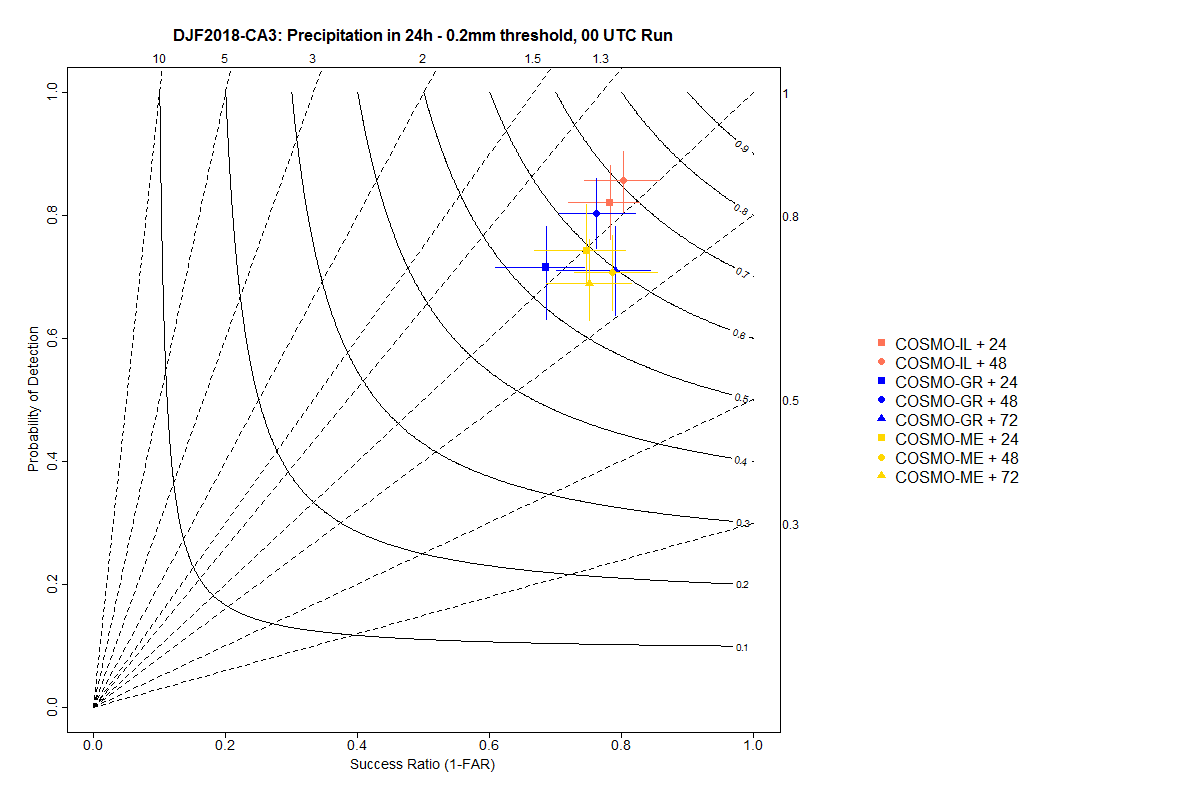 DJF2018-CA3: Precipitation in 24h - 0.2mm threshold, 00 UTC Run
10 5 3 2 1.5 1.3
1
0.8
0.5
0.3
1.0
0.8
0.6
0.4
0.2
0.0
Probability of Detection
0.9
0.8
0.7
0.6
0.5
0.4
0.3
0.2
0.1
0.0 0.2 0.4 0.6 0.8 1.0
Success Ratio (1-FAR)
COSMO-IL + 24
COSMO-IL + 48
COSMO-GR + 24
COSMO-GR + 48
COSMO-GR + 72
COSMO-ME + 24
COSMO-ME + 48
COSMO-ME + 72